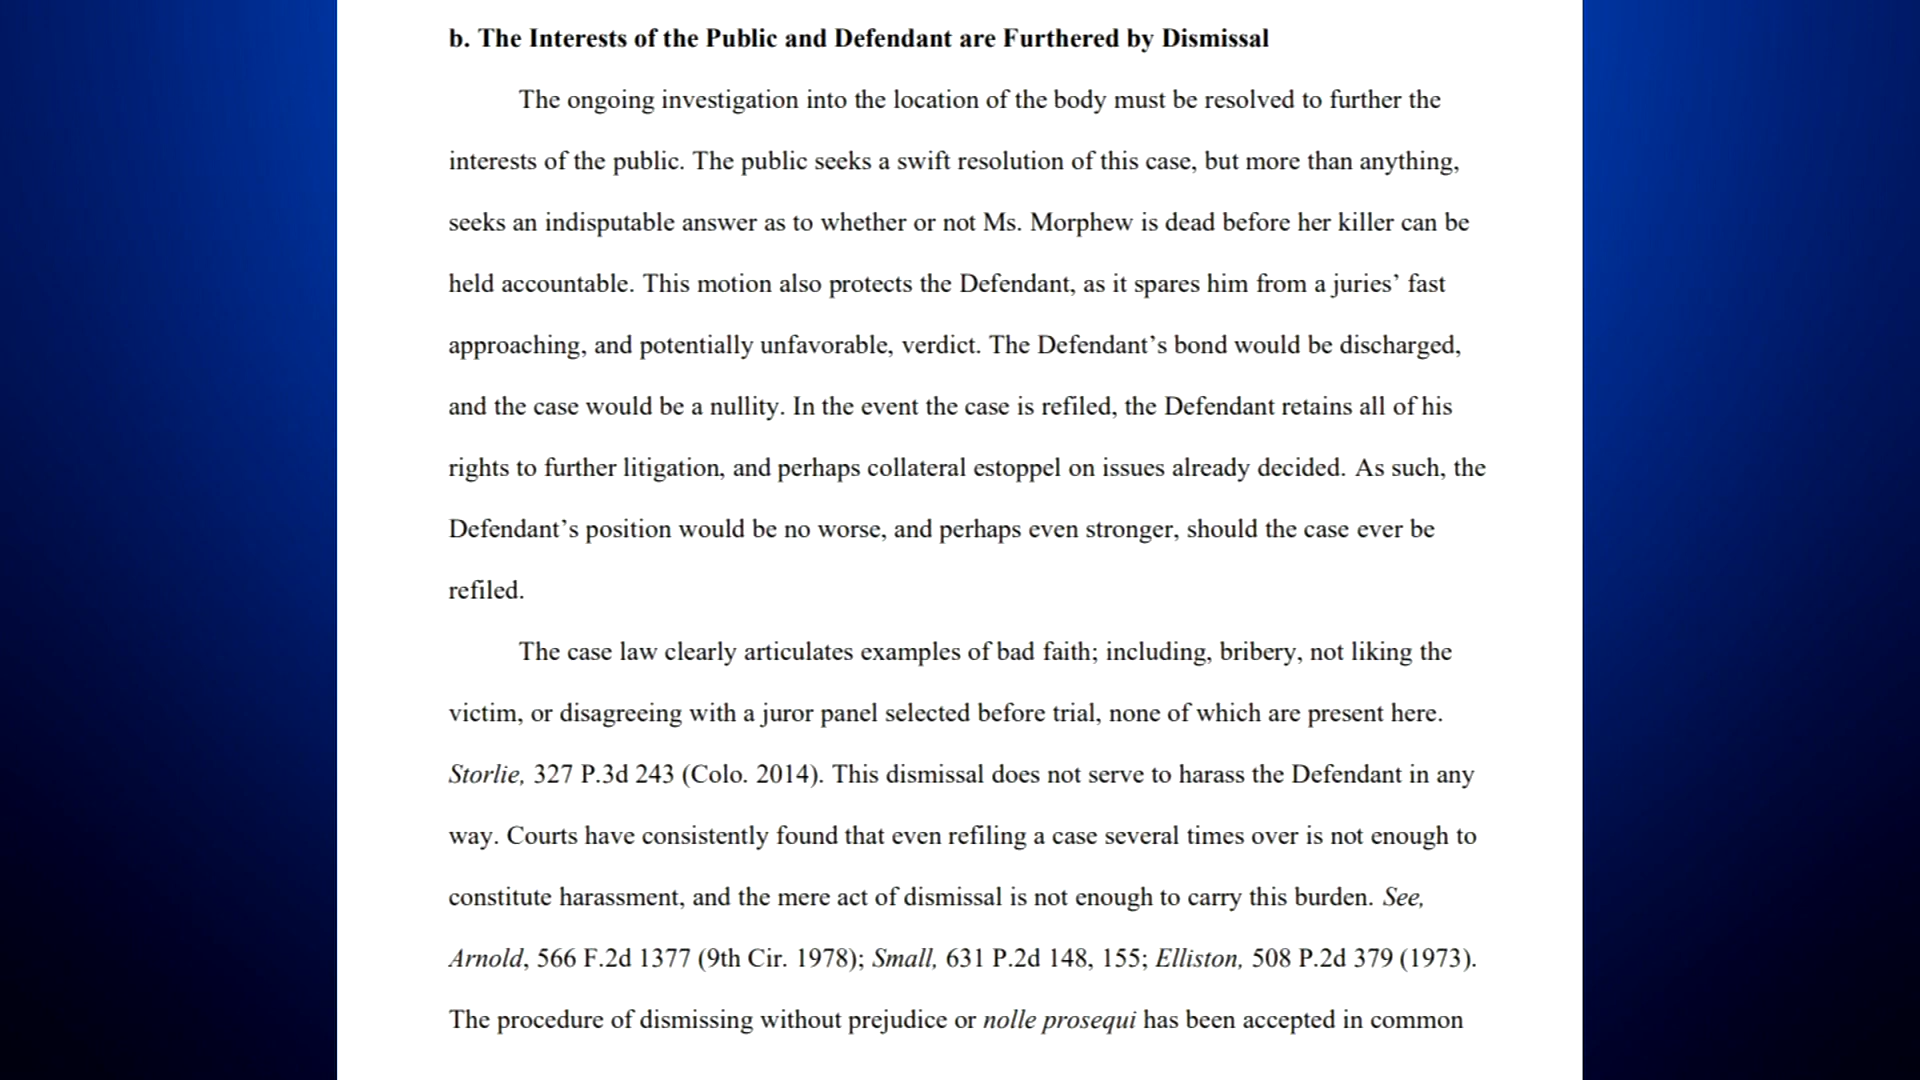 b. The Interests of the Public and Defendant are Furthered by Dismissal
The ongoing investigation into the location of the body must be resolved to further the
interests of the public. The public seeks a swift resolution of this case, but more than anything,
seeks an indisputable answer as to whether or not Ms. Morphew is dead before her killer can be
held accountable. This motion also protects the Defendant, as it spares him from a juries’ fast
approaching, and potentially unfavorable, verdict. The Defendant’s bond would be discharged,
and the case would be a nullity. In the event the case is refiled, the Defendant retains all of his
rights to further litigation, and perhaps collateral estoppel on issues already decided. As such, the
Defendant’s position would be no worse, and perhaps even stronger, should the case ever be
refiled.
The case law clearly articulates examples of bad faith; including, bribery, not liking the
victim, or disagreeing with a juror panel selected before trial, none of which are present here.
Storlie, 327 P.3d 243 (Colo. 2014). This dismissal does not serve to harass the Defendant in any
way. Courts have consistently found that even refiling a case several times over is not enough to
constitute harassment, and the mere act of dismissal is not enough to carry this burden. See,
Arnold, 566 F.2d 1377 (9th Cir. 1978); Small, 631 P.2d 148, 155; Elliston, 508 P.2d 379 (1973).
The procedure of dismissing without prejudice or nolle prosequi has been accepted in common